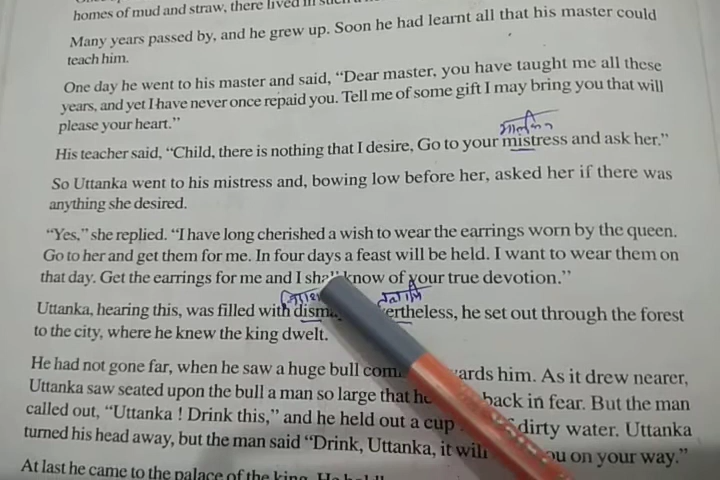 homes of mud and straw, there lived in such a
Many years passed by, and he grew up. Soon he had learnt all that his master could
teach him.
One day he went to his master and said, “Dear master, you have taught me all these
years, and yet I have never once repaid you. Tell me of some gift I may bring you that will
please your heart.”
His teacher said, “Child, there is nothing that I desire, Go to your mistress and ask her.”
So Uttanka went to his mistress and, bowing low before her, asked her if there was
anything she desired.
“Yes,” she replied. “I have long cherished a wish to wear the earrings worn by the queen.
Go to her and get them for me. In four days a feast will be held. I want to wear them on
that day. Get the earrings for me and I shall know of your true devotion.”
Uttanka, hearing this, was filled with
he set out through the forest
to the city, where he knew the king dwelt.
He had not gone far, when he saw a huge bull him. As it drew nearer,
Uttanka saw seated upon the bull a man so large that he back in fear. But the man
called out, “Uttanka ! Drink this,” and he held out a cup dirty water. Uttanka
turned his head away, but the man said “Drink, Uttanka, it will on your way.”
At last he came to the palace of the king.